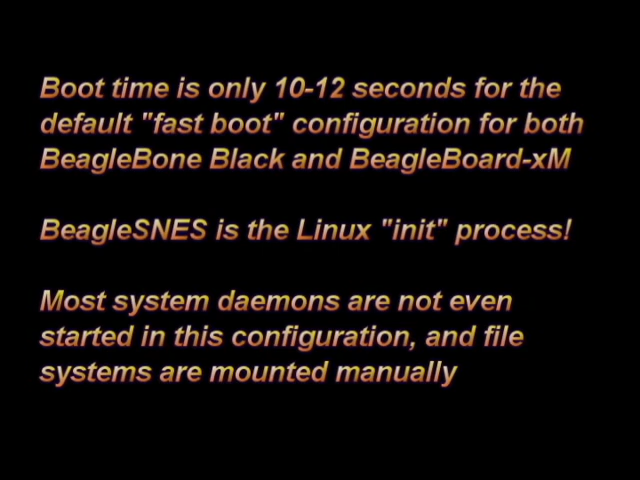 Boot time is only 10-12 seconds for the
default "fast boot" configuration for both
BeagleBone Black and BeagleBoard-xM
BeagleSNES is the Linux "init" process!
Most system daemons are not even
started in this configuration, and file
systems are mounted manually